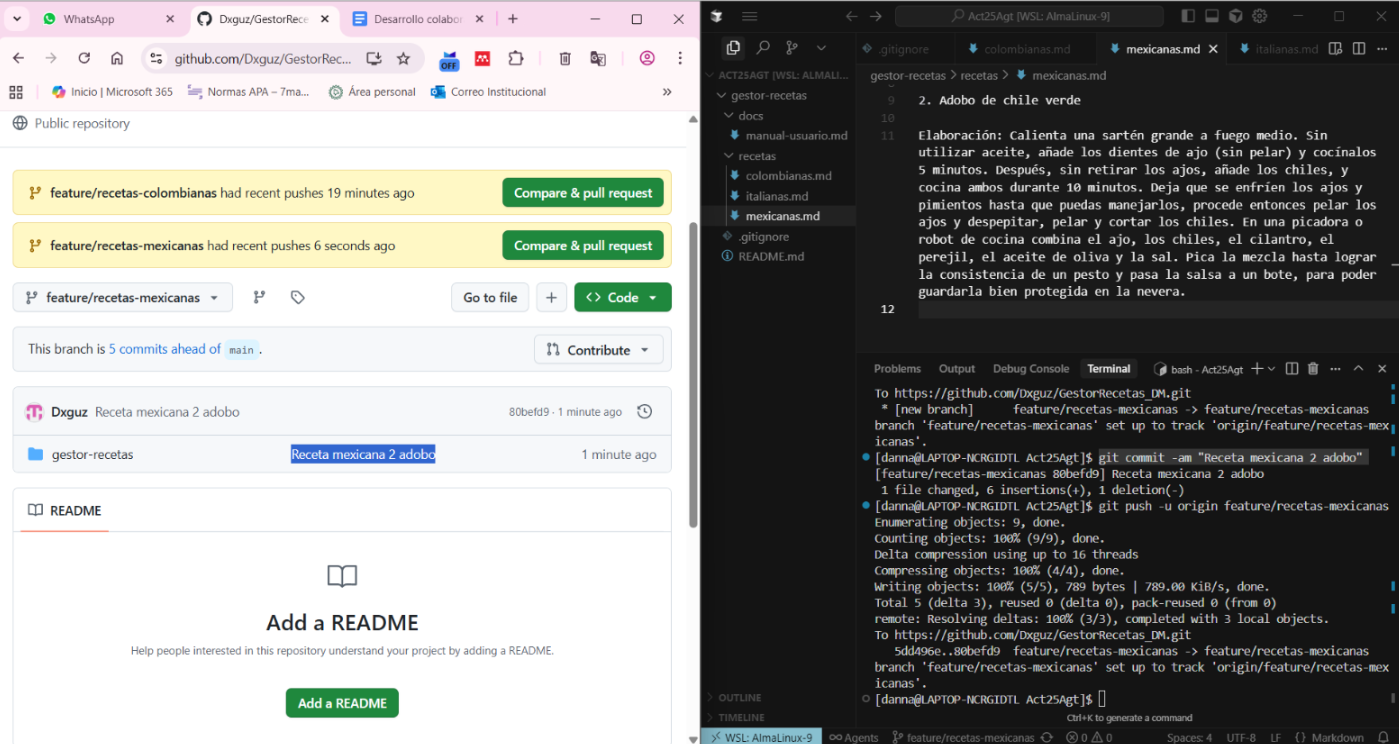 WhatsApp
Dxguz/GestorRece
Desarrollo colabor
github.com/Dxguz/GestorRec...
OFF
Inicio | Microsoft 365
Normas APA – 7ma...
Área personal
Correo Institucional
»
Public repository
feature/recetas-colombianas had recent pushes 19 minutes ago
Compare & pull request
feature/recetas-mexicanas had recent pushes 6 seconds ago
Compare & pull request
feature/recetas-mexicanas
Go to file
+
<> Code
This branch is 5 commits ahead of main .
Contribute
Dxguz Receta mexicana 2 adobo
80befd9 · 1 minute ago
gestor-recetas
Receta mexicana 2 adobo
1 minute ago
README
Add a README
Help people interested in this repository understand your project by adding a README.
Add a README
Act25Agt [WSL: AlmaLinux-9]
.gitignore
colombianas.md
mexicanas.md
italianas.md
ACT25AGT [WSL: ALMALI...
gestor-recetas
docs
manual-usuario.md
recetas
colombianas.md
italianas.md
mexicanas.md
.gitignore
README.md
OUTLINE
TIMELINE
gestor-recetas > recetas > mexicanas.md
9 2. Adobo de chile verde
10
11 Elaboración: Calienta una sartén grande a fuego medio. Sin
utilizar aceite, añade los dientes de ajo (sin pelar) y cocínalos
5 minutos. Después, sin retirar los ajos, añade los chiles, y
cocina ambos durante 10 minutos. Deja que se enfríen los ajos y
pimientos hasta que puedas manejarlos, procede entonces pelar los
ajos y despepitar, pelar y cortar los chiles. En una picadora o
robot de cocina combina el ajo, los chiles, el cilantro, el
perejil, el aceite de oliva y la sal. Pica la mezcla hasta lograr
la consistencia de un pesto y pasa la salsa a un bote, para poder
guardarla bien protegida en la nevera.
12
Problems Output Debug Console Terminal
bash - Act25Agt
To https://github.com/Dxguz/GestorRecetas_DM.git
* [new branch] feature/recetas-mexicanas -> feature/recetas-mexicanas
branch 'feature/recetas-mexicanas' set up to track 'origin/feature/recetas-mex
icanas'.
[danna@LAPTOP-NCRGIDTL Act25Agt]$ git commit -am "Receta mexicana 2 adobo"
[feature/recetas-mexicanas 80befd9] Receta mexicana 2 adobo
1 file changed, 6 insertions(+), 1 deletion(-)
[danna@LAPTOP-NCRGIDTL Act25Agt]$ git push -u origin feature/recetas-mexicanas
Enumerating objects: 9, done.
Counting objects: 100% (9/9), done.
Delta compression using up to 16 threads
Compressing objects: 100% (4/4), done.
Writing objects: 100% (5/5), 789 bytes | 789.00 KiB/s, done.
Total 5 (delta 3), reused 0 (delta 0), pack-reused 0 (from 0)
remote: Resolving deltas: 100% (3/3), completed with 3 local objects.
To https://github.com/Dxguz/GestorRecetas_DM.git
5dd496e..80befd9 feature/recetas-mexicanas -> feature/recetas-mexicanas
branch 'feature/recetas-mexicanas' set up to track 'origin/feature/recetas-mex
icanas'.
[danna@LAPTOP-NCRGIDTL Act25Agt]$
Ctrl+K to generate a command
WSL: AlmaLinux-9
Agents
feature/recetas-mexicanas
0 0
Spaces: 4 UTF-8 LF {} Markdown